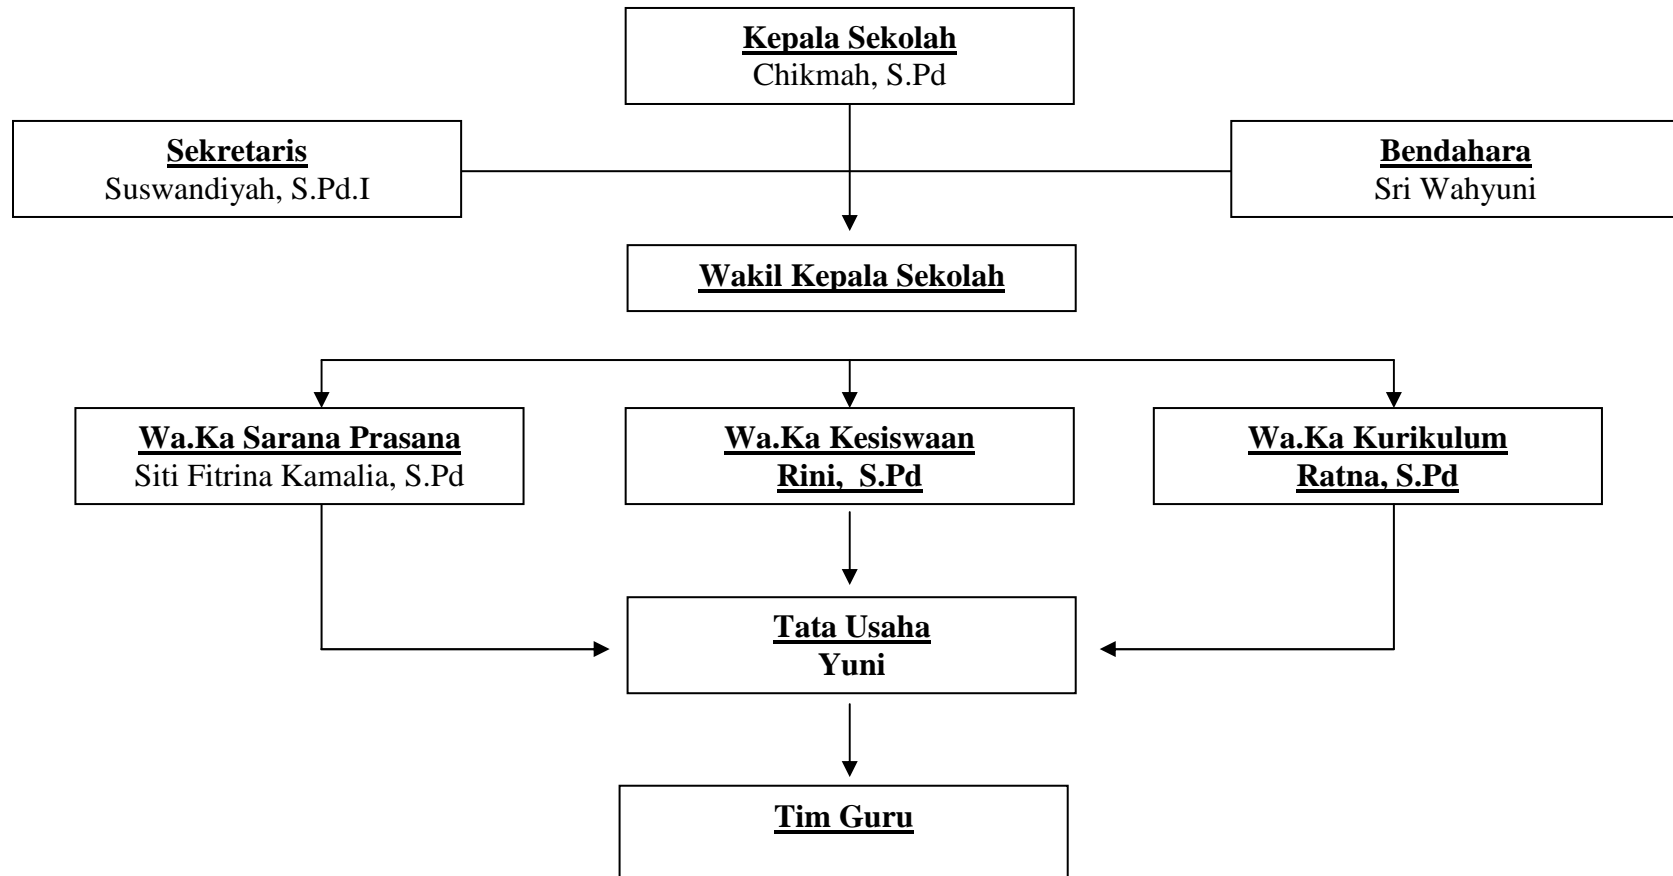 Kepala Sekolah
Chikmah, S.Pd
Sekretaris
Suswandiyah, S.Pd.I
Bendahara
Sri Wahyuni
Wakil Kepala Sekolah
Wa.Ka Sarana Prasana
Siti Fitrina Kamalia, S.Pd
Wa.Ka Kesiswaan
Rini,  S.Pd
Wa.Ka Kurikulum
Ratna, S.Pd
Tata Usaha
Yuni
Tim Guru